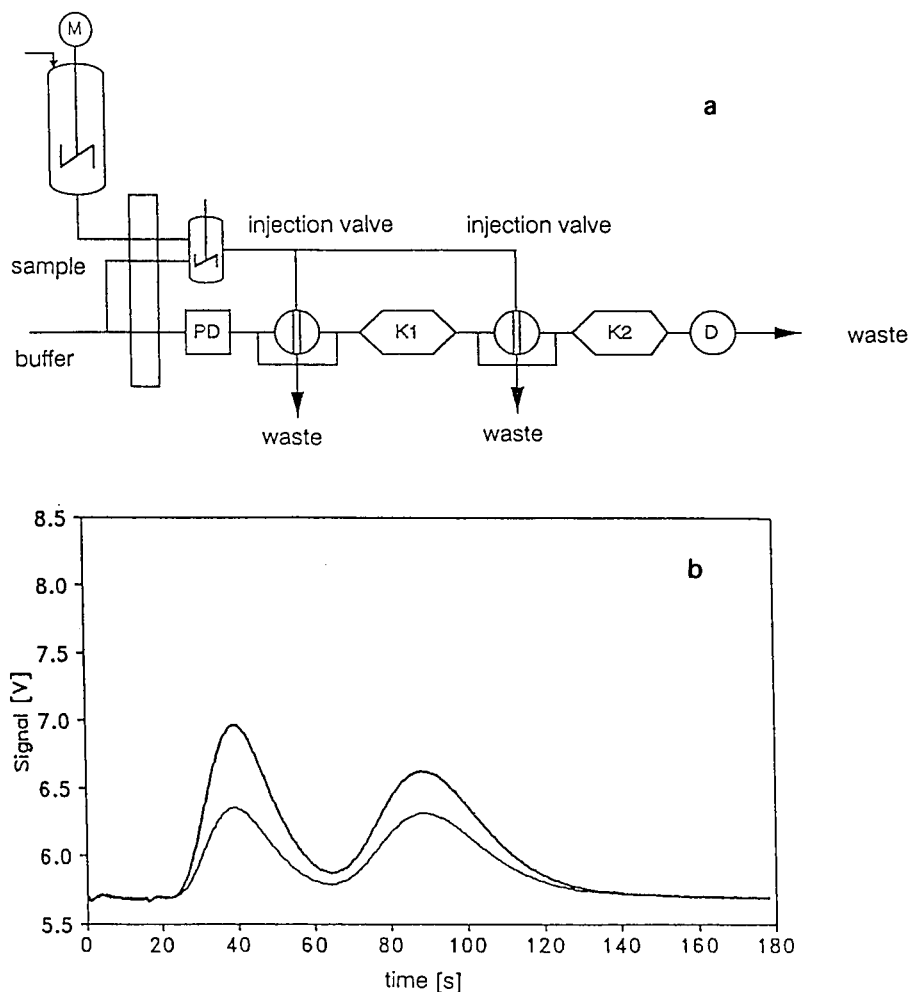 M
a
injection valve
injection valve
sample
PD
K1
K2
D
waste
buffer
waste
waste
8.5
b
8.0
7.5
7.0
6.5
6.0
5.5
Signal [V]
0
20
40
60
80
100
120
140
160
180
time [s]